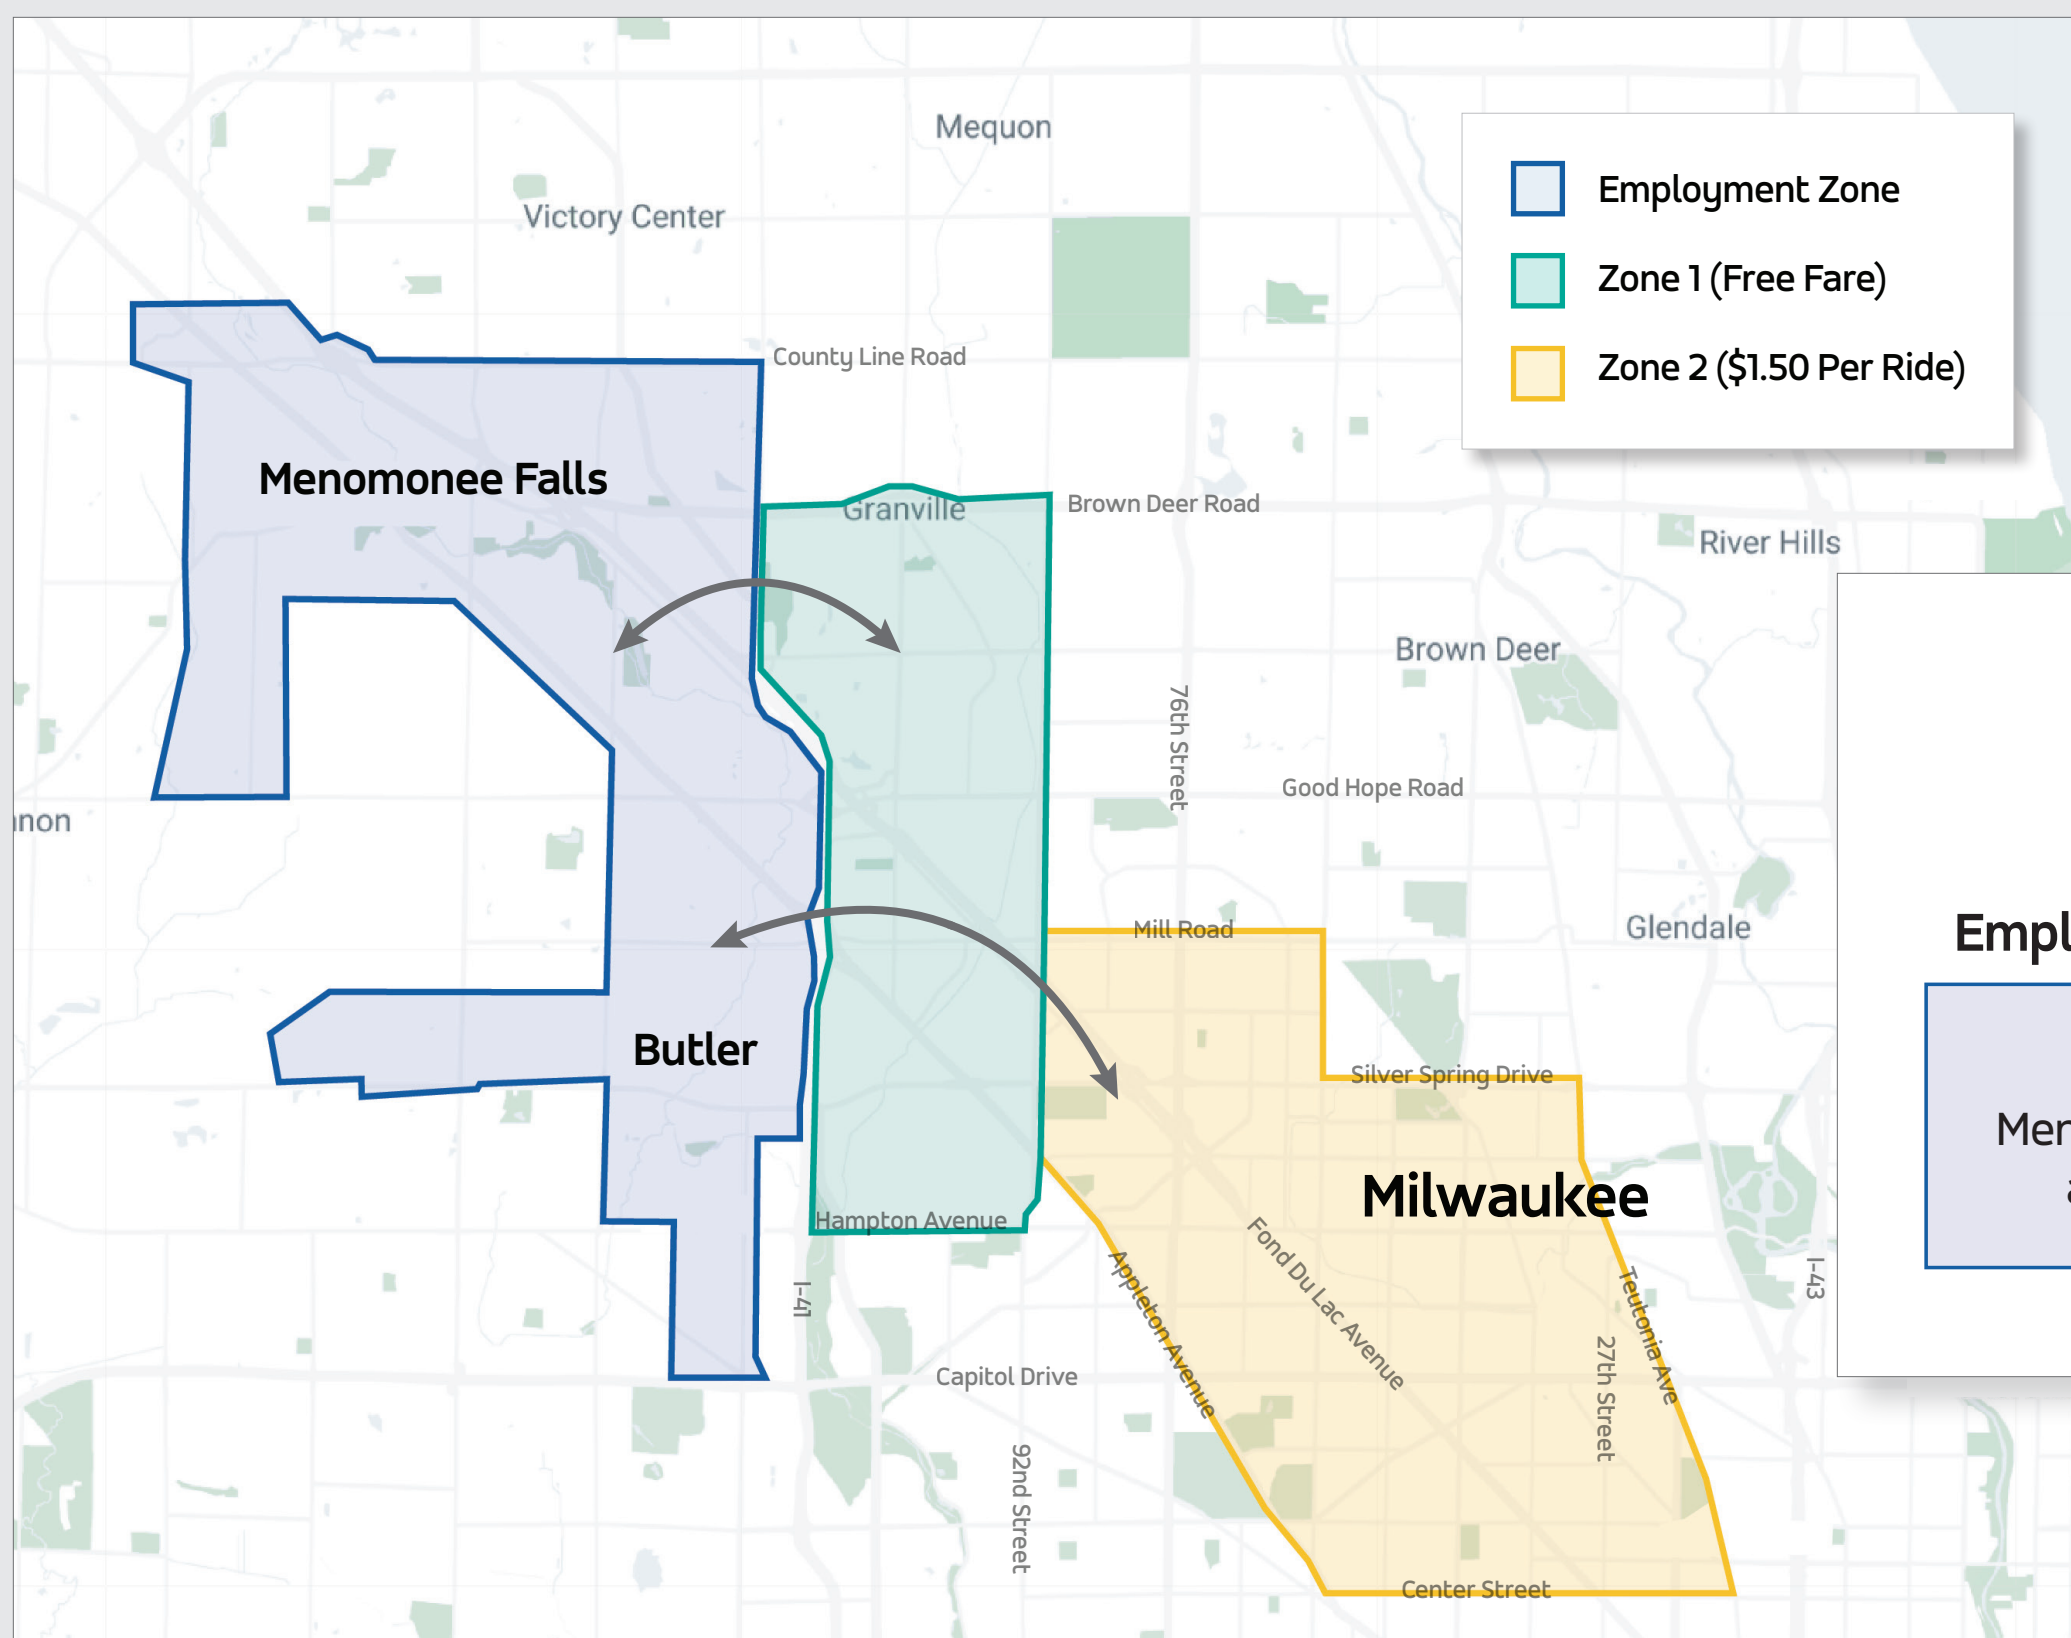 Mequon
Victory Center
Employment Zone
Zone 1 (Free Fare)
Zone 2 ($1.50 Per Ride)
County Line Road
Menomonee Falls
Granville
Brown Deer Road
River Hills
Brown Deer
76th Street
Good Hope Road
non
Mill Road
Glendale
Empl
Butler
Silver Spring Drive
Mer
Milwaukee
Hampton Avenue
Fond Du Lac Avenue
Appleton Avenue
I-41
I-43
Teutonia Ave
27th Street
Capitol Drive
92nd Street
Center Street